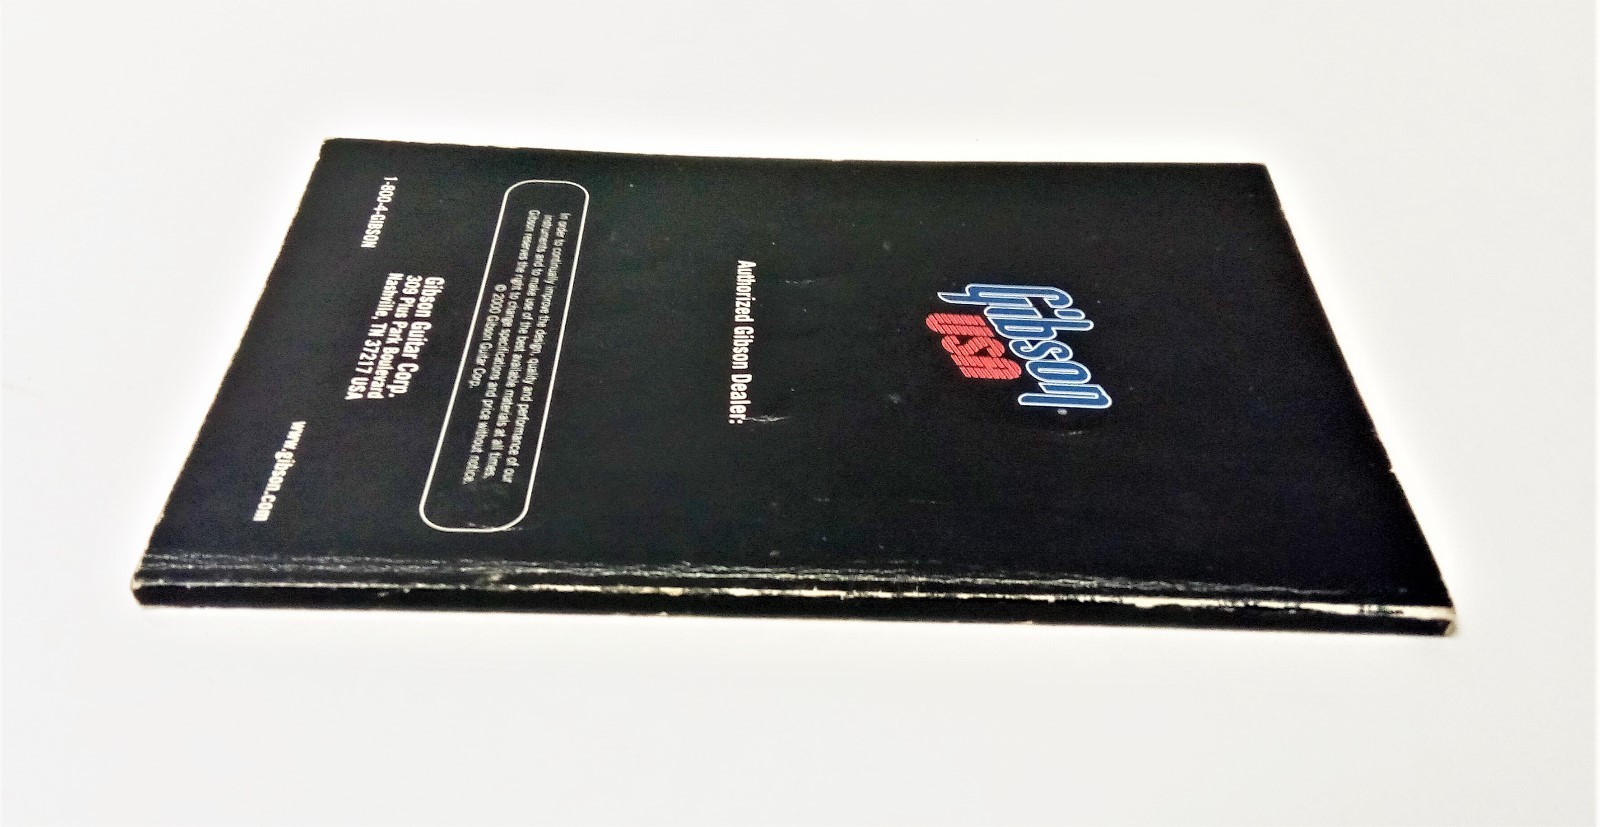 Gibson
USA
Authorized Gibson Dealer:
In order to continually improve the design, quality and performance of our
instruments and to make use of the best available materials at all times,
Gibson reserves the right to change specifications and price without notice.
© 2000 Gibson Guitar Corp.
Gibson Guitar Corp.
309 Plus Park Boulevard
Nashville, TN 37217 USA
1-800-4-GIBSON
www.gibson.com